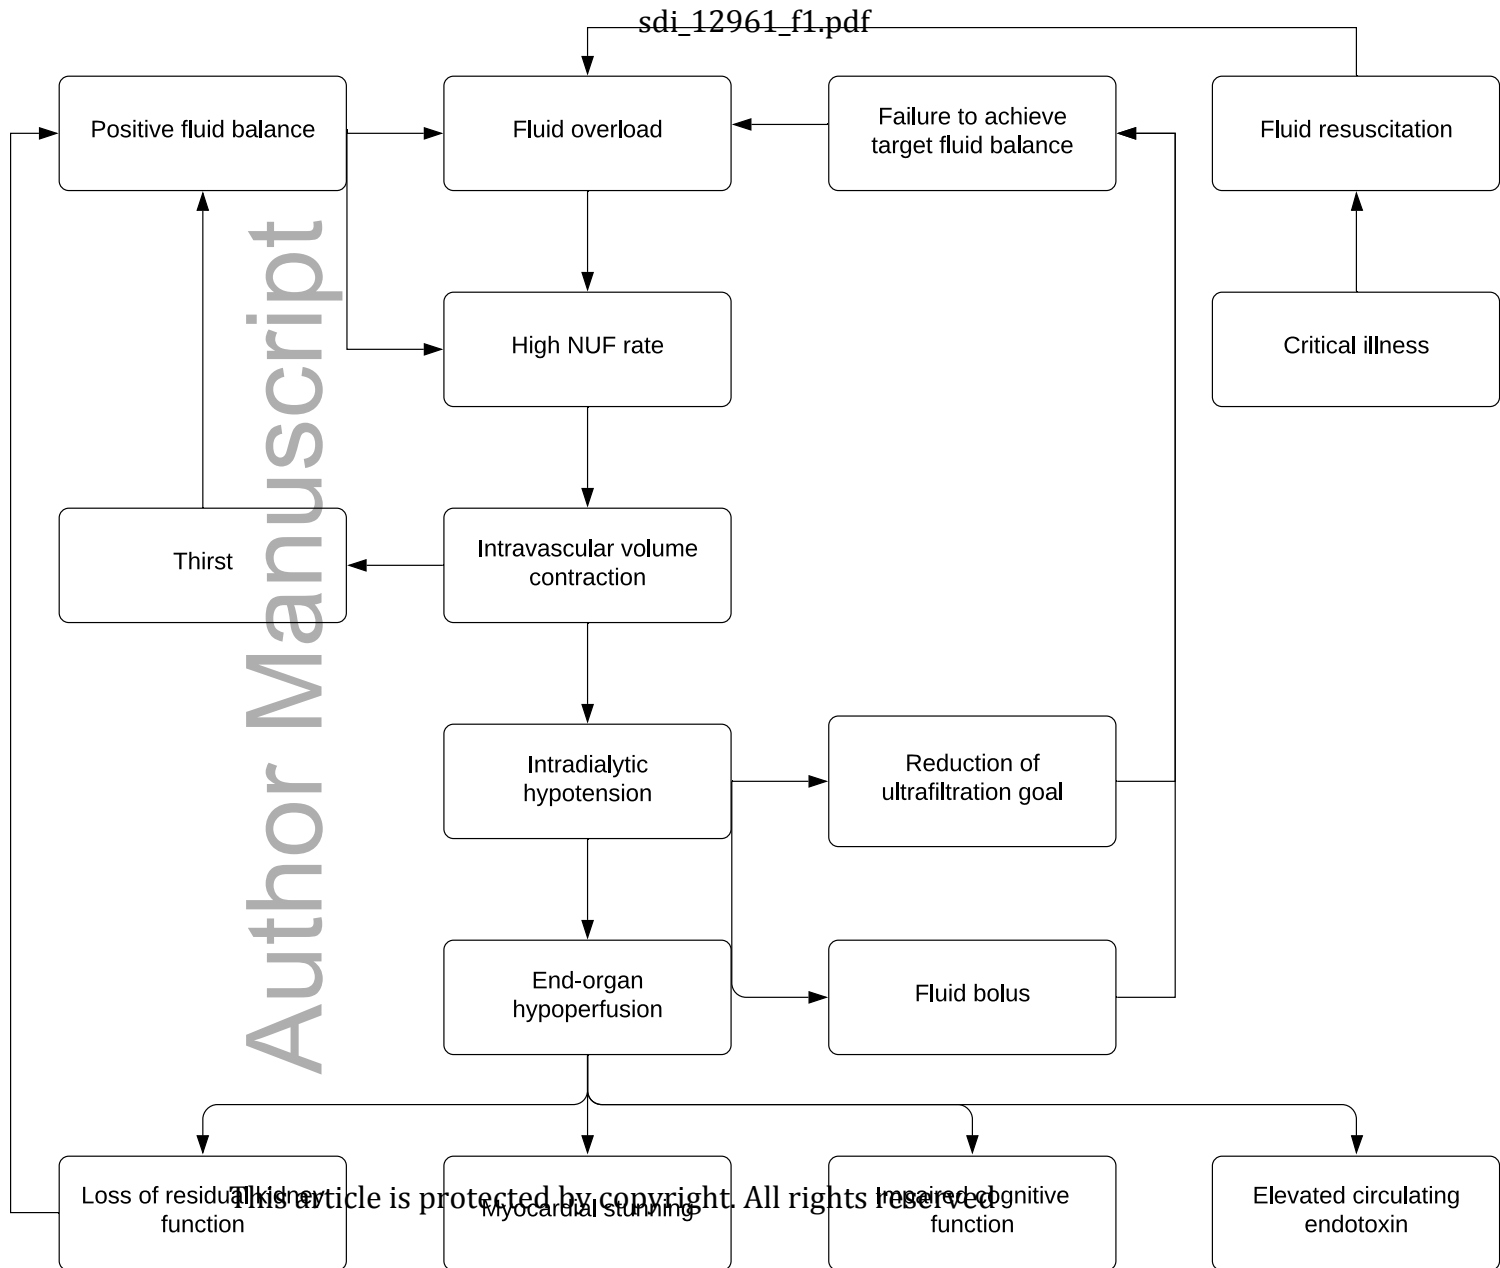 sdi_12961_f1.pdf
Positive fluid balance
Fluid overload
Failure to achieve
target fluid balance
Fluid resuscitation
High NUF rate
Critical illness
Thirst
Intravascular volume
contraction
Intradialytic
hypotension
Reduction of
ultrafiltration goal
End-organ
hypoperfusion
Fluid bolus
Loss of residual kidney
function
Myocardial stunning
Impaired cognitive
function
Elevated circulating
endotoxin
This article is protected by copyright. All rights reserved
Author Manuscript